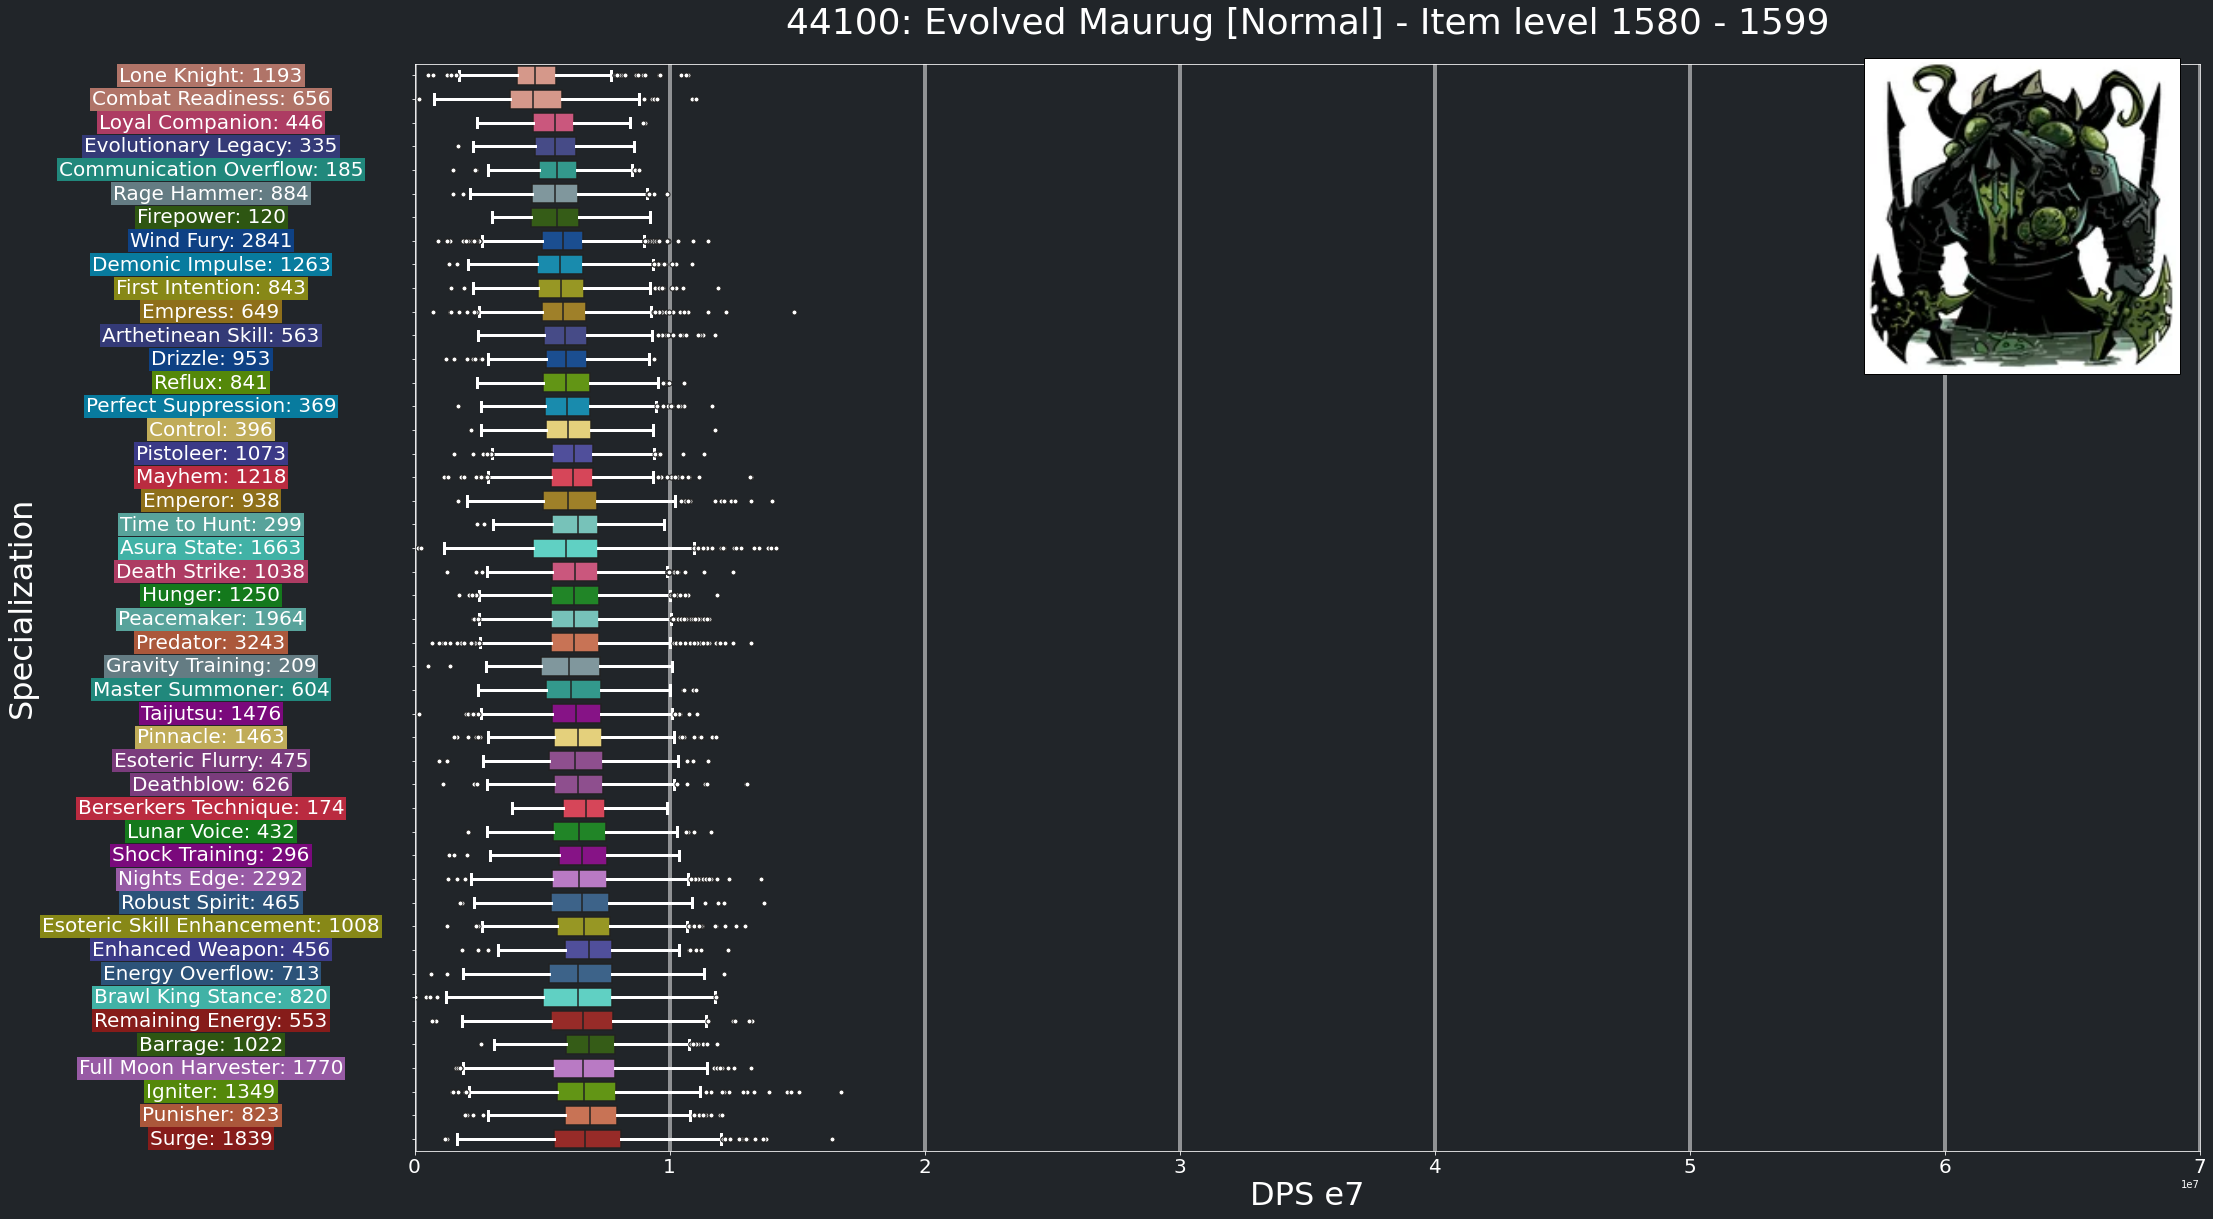 44100: Evolved Maurug [Normal] - Item level 1580 - 1599
Specialization
Lone Knight: 1193
Combat Readiness: 656
Loyal Companion: 446
Evolutionary Legacy: 335
Communication Overflow: 185
Rage Hammer: 884
Firepower: 120
Wind Fury: 2841
Demonic Impulse: 1263
First Intention: 843
Empress: 649
Arthetinean Skill: 563
Drizzle: 953
Reflux: 841
Perfect Suppression: 369
Control: 396
Pistoleer: 1073
Mayhem: 1218
Emperor: 938
Time to Hunt: 299
Asura State: 1663
Death Strike: 1038
Hunger: 1250
Peacemaker: 1964
Predator: 3243
Gravity Training: 209
Master Summoner: 604
Taijutsu: 1476
Pinnacle: 1463
Esoteric Flurry: 475
Deathblow: 626
Berserkers Technique: 174
Lunar Voice: 432
Shock Training: 296
Nights Edge: 2292
Robust Spirit: 465
Esoteric Skill Enhancement: 1008
Enhanced Weapon: 456
Energy Overflow: 713
Brawl King Stance: 820
Remaining Energy: 553
Barrage: 1022
Full Moon Harvester: 1770
Igniter: 1349
Punisher: 823
Surge: 1839
0 1 2 3 4 5 6 7
1e7
DPS e7